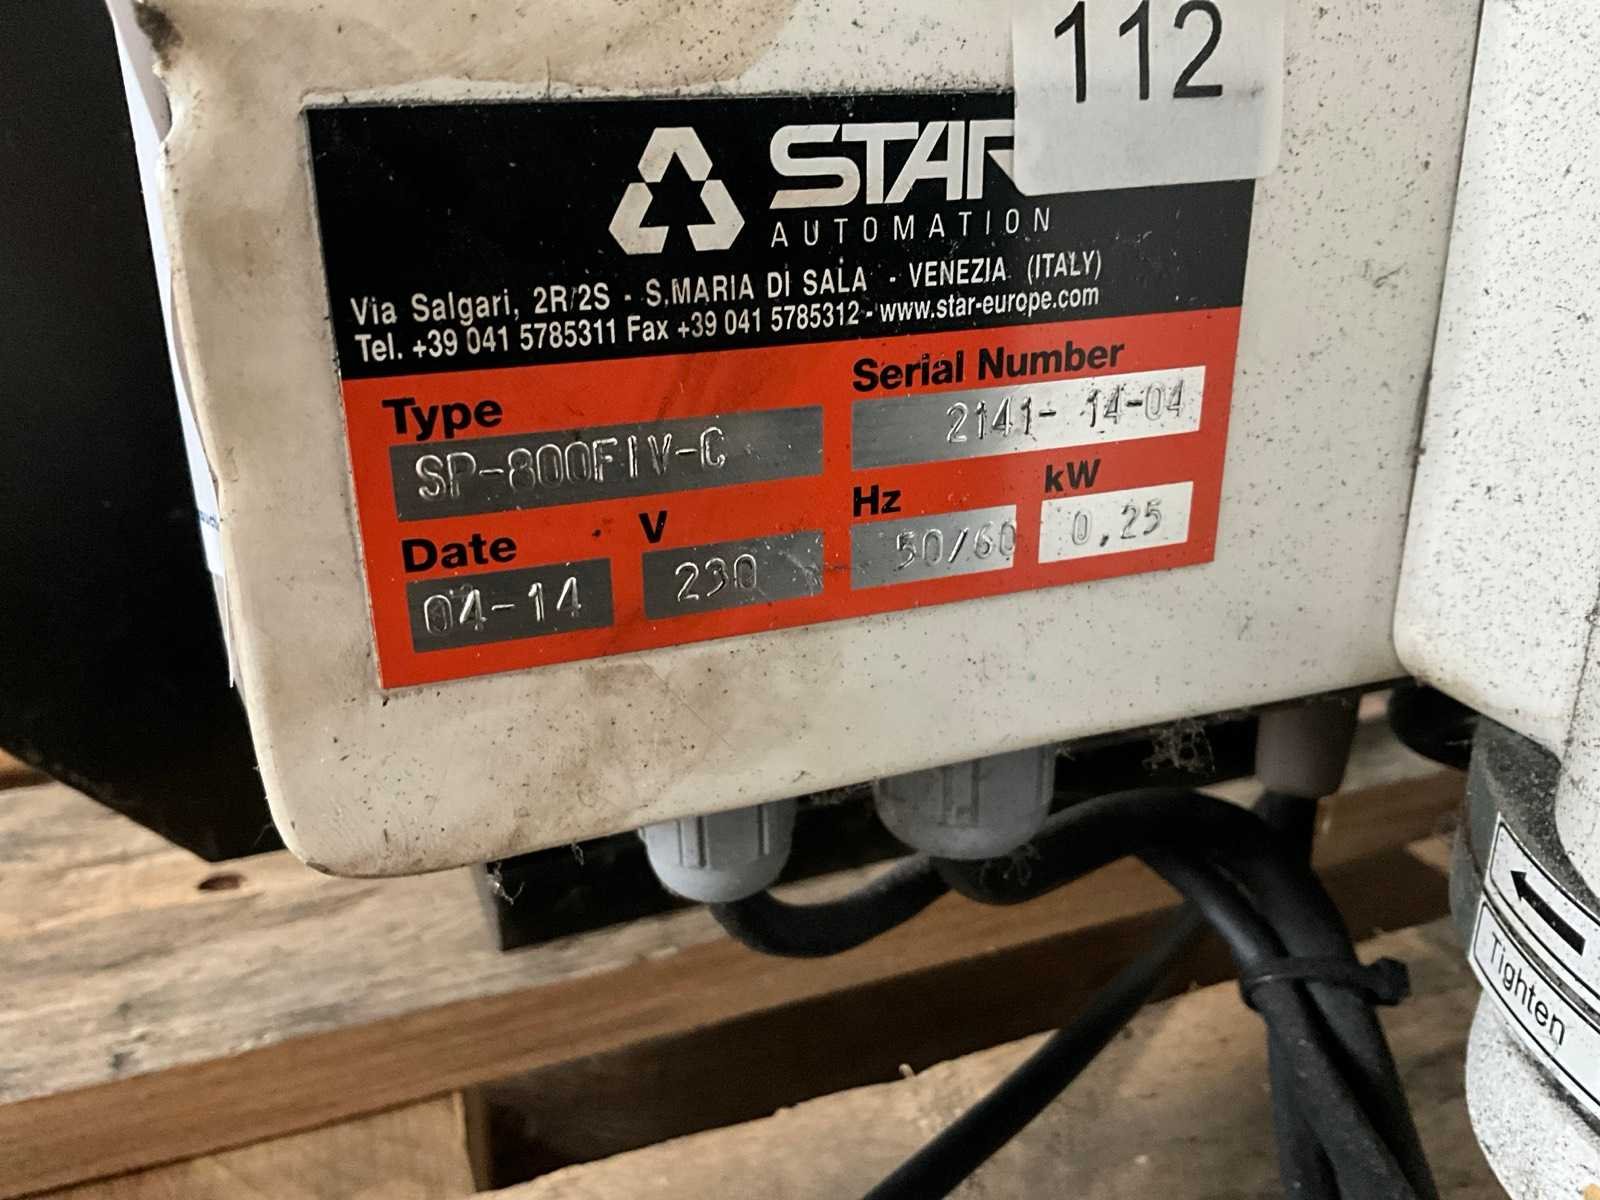 112
STAR
AUTOMATION
Via Salgari, 2R/2S - S.MARIA DI SALA - VENEZIA (ITALY)
Tel. +39 041 5785311 Fax +39 041 5785312 - www.star-europe.com
Type
Serial Number
SP-800FIV-C
2141- 14-04
Date
V
Hz
kW
04-14
230
50/60
0,25
Tighten